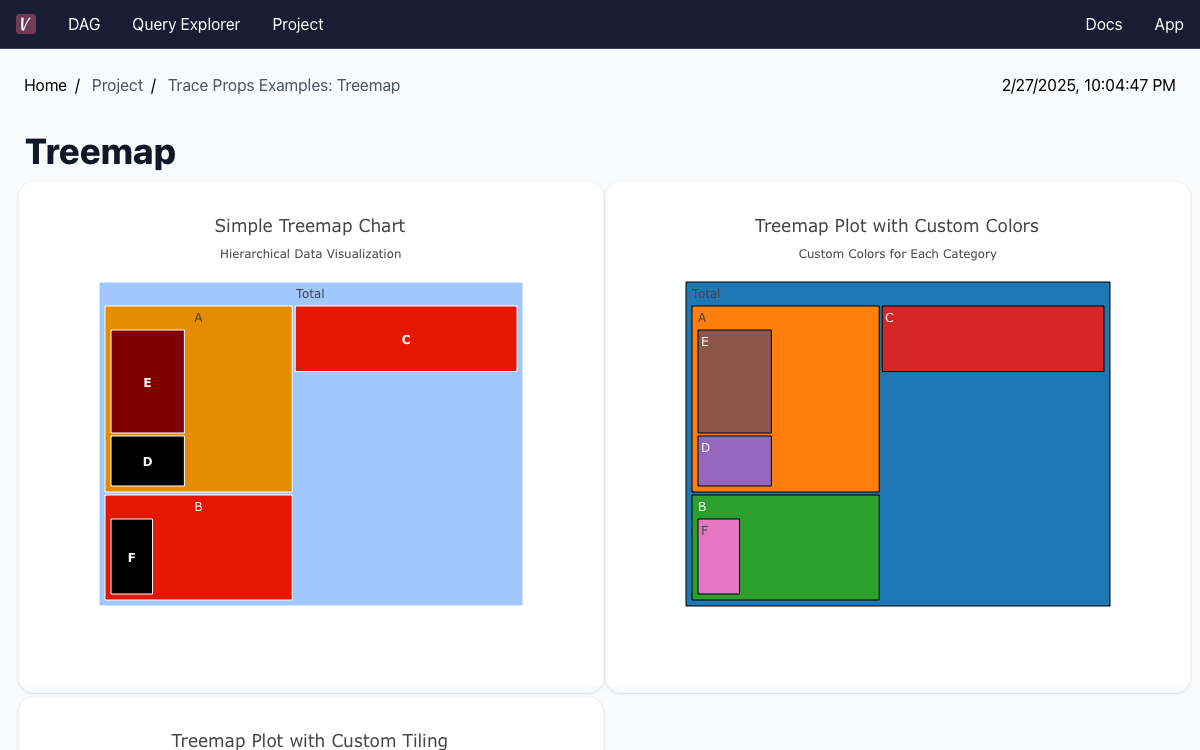 DAG Query Explorer Project Docs App
Home / Project / Trace Props Examples: Treemap 2/27/2025, 10:04:47 PM
Treemap
Simple Treemap Chart
Hierarchical Data Visualization
Total
A
C
E
D
B
F
Treemap Plot with Custom Colors
Custom Colors for Each Category
Total
A
C
E
D
B
F
Treemap Plot with Custom Tiling